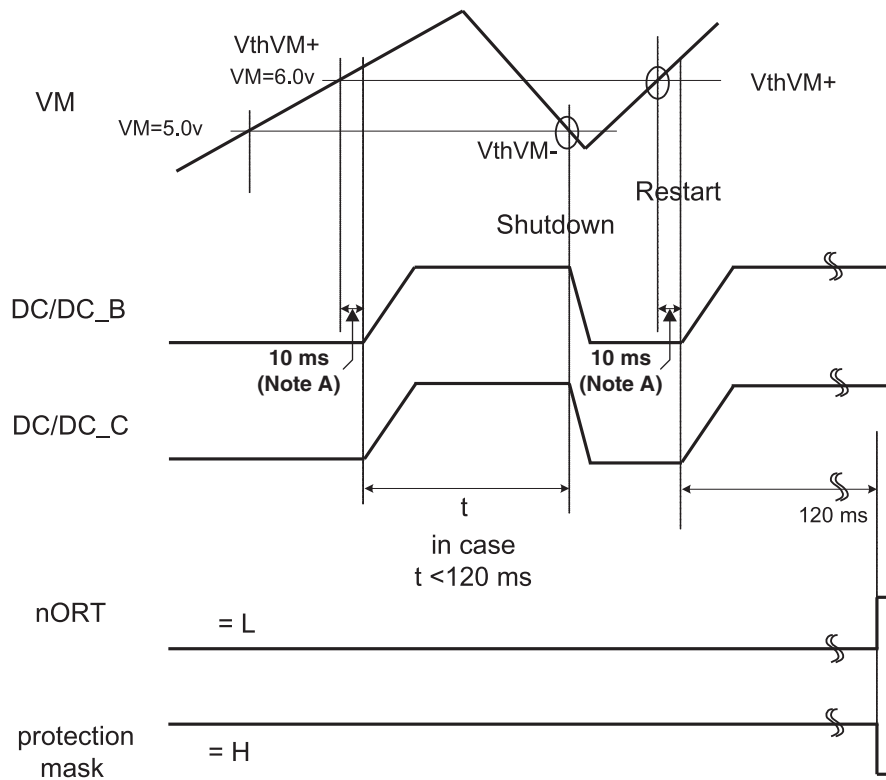 VthVM+
VM=6.0v
VM
VthVM+
VM=5.0v
VthVM-
Restart
Shutdown
DC/DC_B
10 ms
(Note A)
10 ms
(Note A)
DC/DC_C
t
120 ms
in case
t <120 ms
nORT
= L
protection
mask
= H